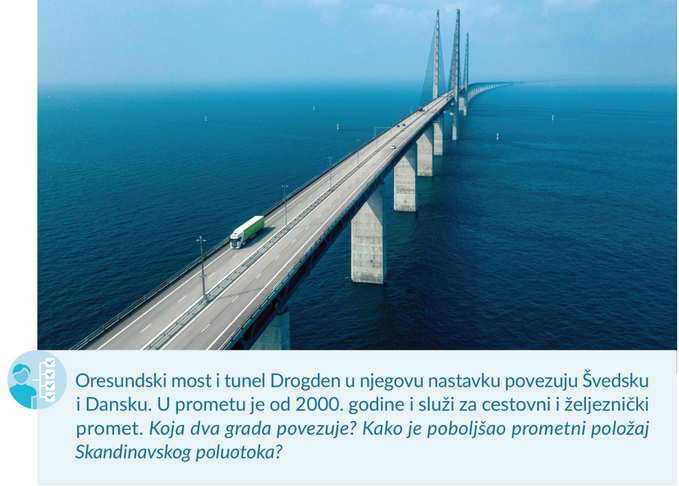 Oresundski most i tunel Drogden u njegovu nastavku povezuju Švedsku
i Dansku. U prometu je od 2000. godine i služi za cestovni i željeznički
promet. Koja dva grada povezuje? Kako je poboljšao prometni položaj
Skandinavskog poluotoka?